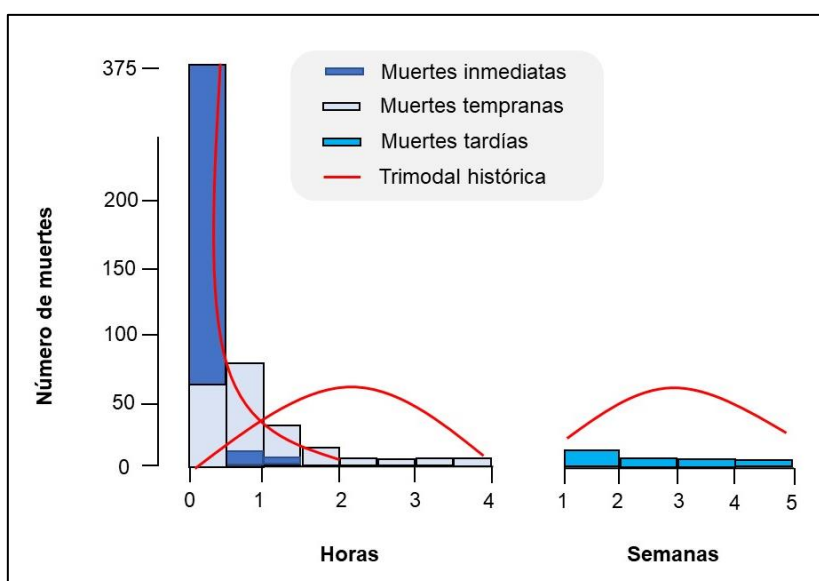 375
200
150
100
50
0
Número de muertes
Muertes inmediatas
Muertes tempranas
Muertes tardías
Trimodal histórica
0 1 2 3 4
Horas
1 2 3 4 5
Semanas